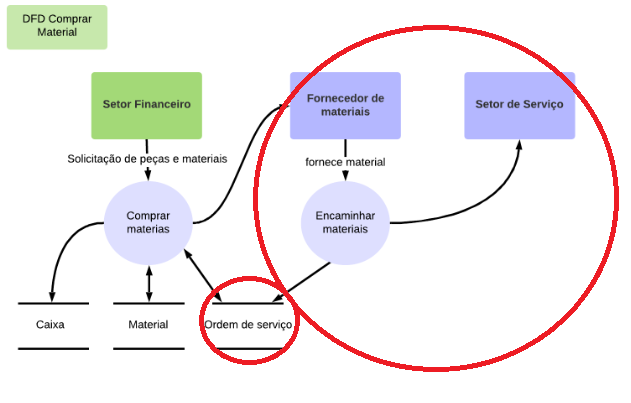 DFD Comprar
Material
Setor Financeiro
Fornecedor de
materiais
Setor de Serviço
Solicitação de peças e materiais
fornece material
Comprar
materias
Encaminhar
materiais
Caixa
Material
Ordem de serviço